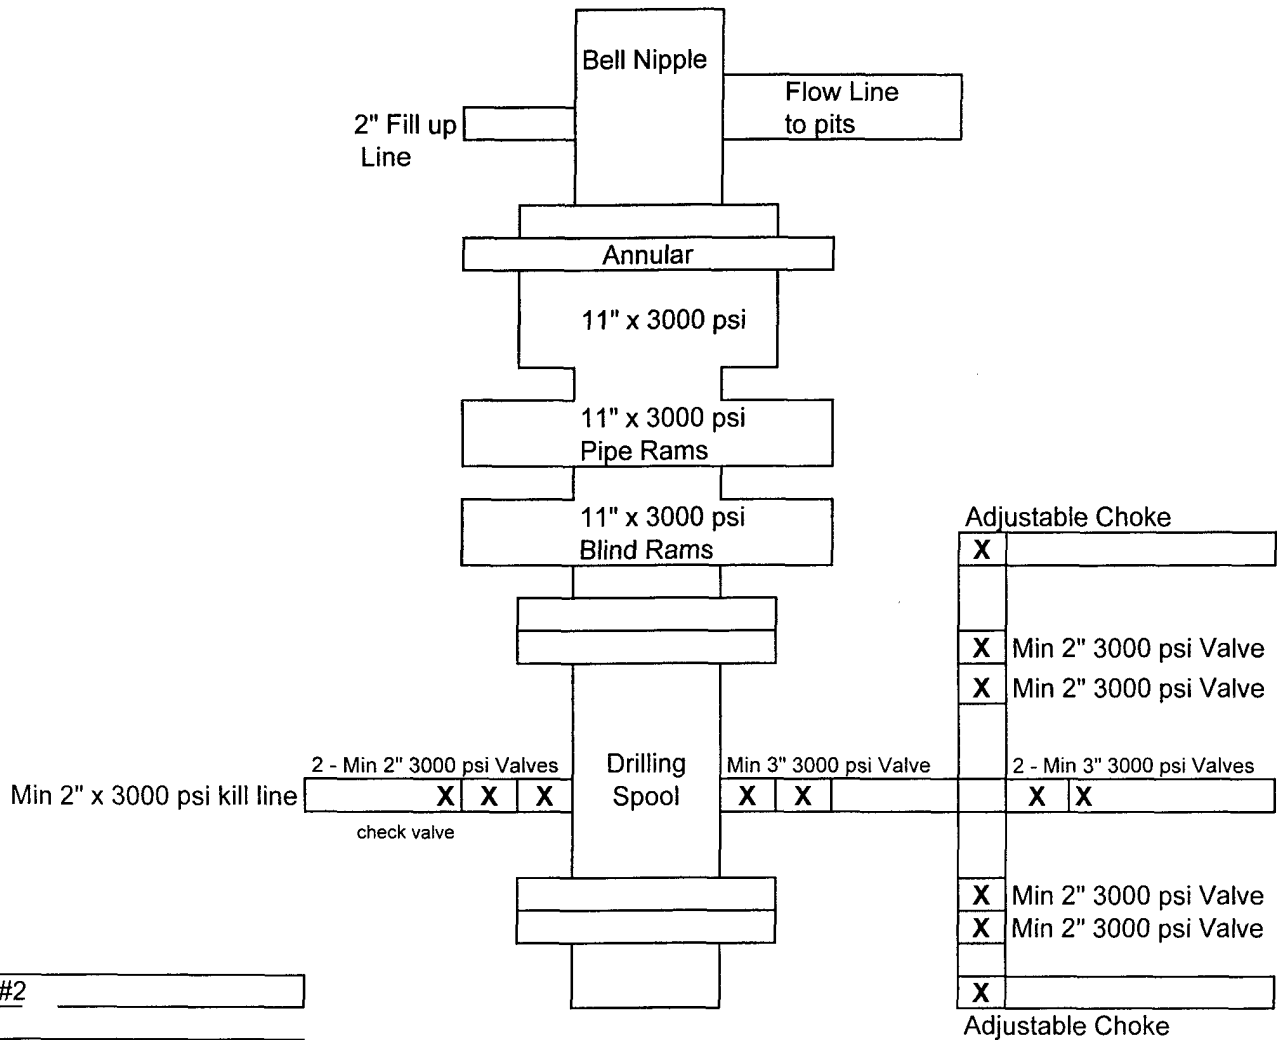 Bell Nipple
Flow Line
to pits
2" Fill up
Line
Annular
11" x 3000 psi
11" x 3000 psi
Pipe Rams
11" x 3000 psi
Blind Rams
Adjustable Choke
X
X Min 2" 3000 psi Valve
X Min 2" 3000 psi Valve
2 - Min 2" 3000 psi Valves
Drilling
Spool
Min 3" 3000 psi Valve
2 - Min 3" 3000 psi Valves
Min 2" x 3000 psi kill line
X X X
X X
X X
check valve
X Min 2" 3000 psi Valve
X Min 2" 3000 psi Valve
X
Adjustable Choke
#2